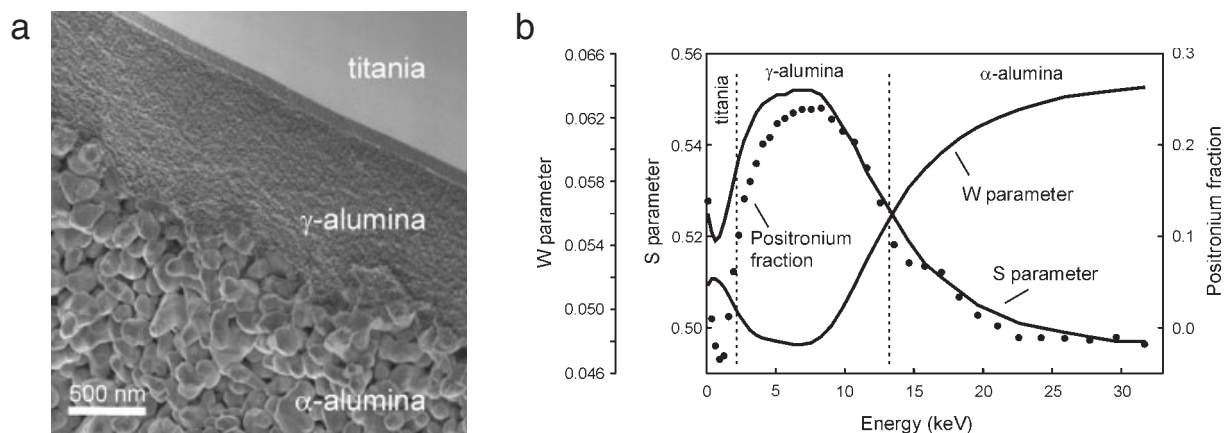 a
titania
γ-alumina
500 nm
α-alumina
b
W parameter
0.066
0.062
0.058
0.054
0.050
0.046
S parameter
0.56
0.54
0.52
0.50
titania
γ-alumina
α-alumina
W parameter
Positronium
fraction
S parameter
0.3
0.2
0.1
0.0
Positronium fraction
0 5 10 15 20 25 30
Energy (keV)